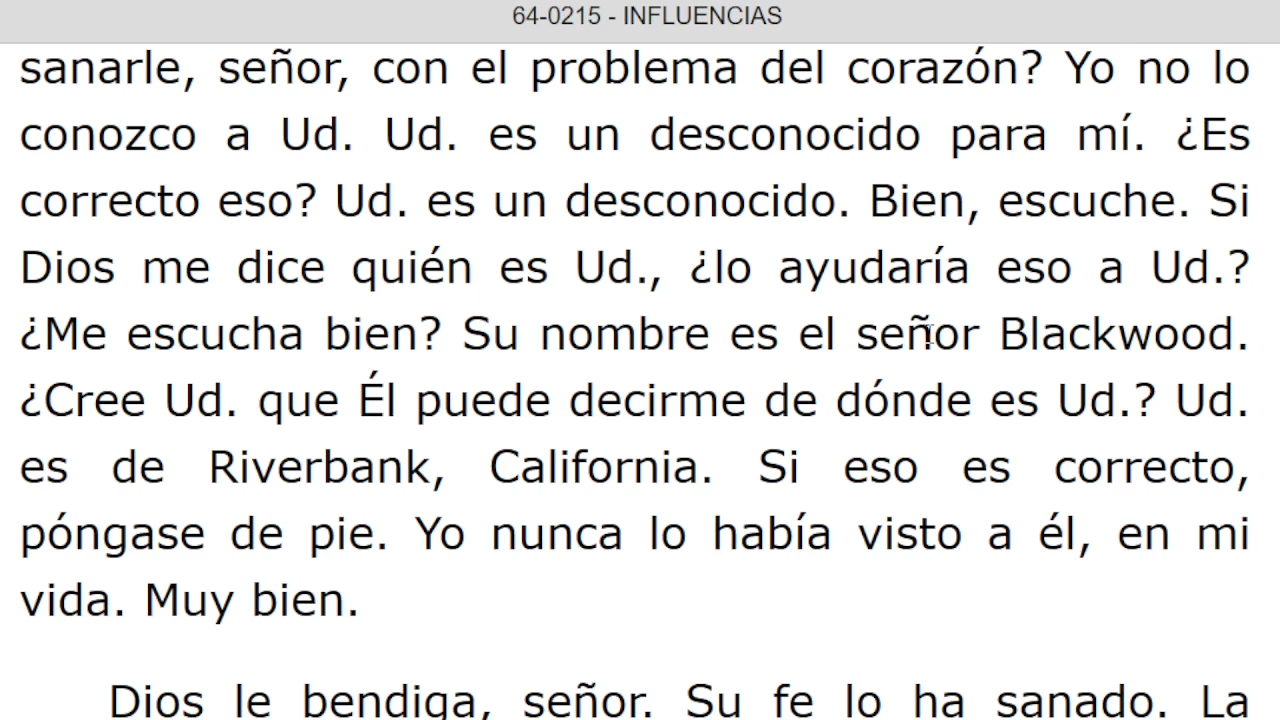 64-0215 - INFLUENCIAS
sanarle, señor, con el problema del corazón? Yo no lo
conozco a Ud. Ud. es un desconocido para mí. ¿Es
correcto eso? Ud. es un desconocido. Bien, escuche. Si
Dios me dice quién es Ud., ¿lo ayudaría eso a Ud.?
¿Me escucha bien? Su nombre es el señor Blackwood.
¿Cree Ud. que Él puede decirme de dónde es Ud.? Ud.
es de Riverbank, California. Si eso es correcto,
póngase de pie. Yo nunca lo había visto a él, en mi
vida. Muy bien.
Dios le bendiga, señor. Su fe lo ha sanado. La